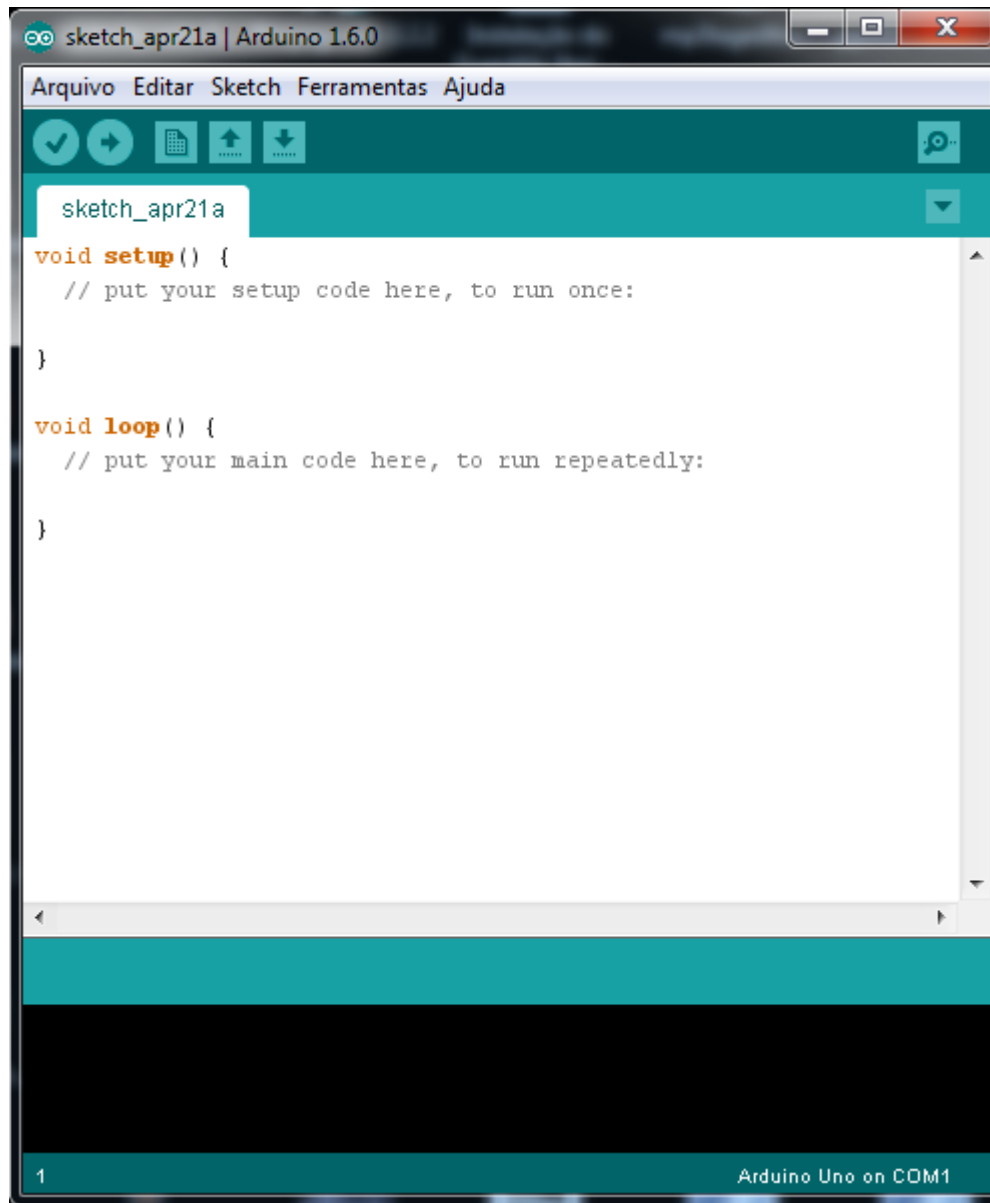 sketch_apr21a | Arduino 1.6.0
Arquivo Editar Sketch Ferramentas Ajuda
sketch_apr21a
void setup() {
  // put your setup code here, to run once:
}
void loop() {
  // put your main code here, to run repeatedly:
}
1 Arduino Uno on COM1